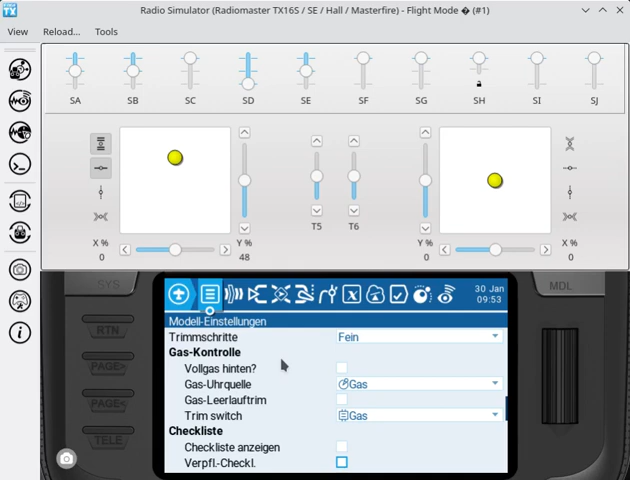 Radio Simulator (Radiomaster TX16S / SE / Hall / Masterfire) - Flight Mode � (#1)
View Reload... Tools
SA SB SC SD SE SF SG SH SI SJ
T5 T6
X % Y % Y % X %
0 48 0 0
SYS MDL
30 Jan
09:53
RTN
PAGE>
PAGE<
TELE
Modell-Einstellungen
Trimmschritte Fein
Gas-Kontrolle
Vollgas hinten?
Gas-Uhrquelle Gas
Gas-Leerlauftrim
Trim switch Gas
Checkliste
Checkliste anzeigen
Verpfl.-Checkl.